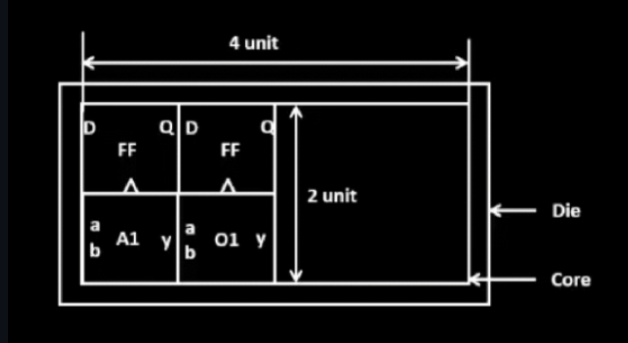 4 unit
D Q D Q
FF FF
2 unit
Die
a A1 y a O1 y
b b
Core